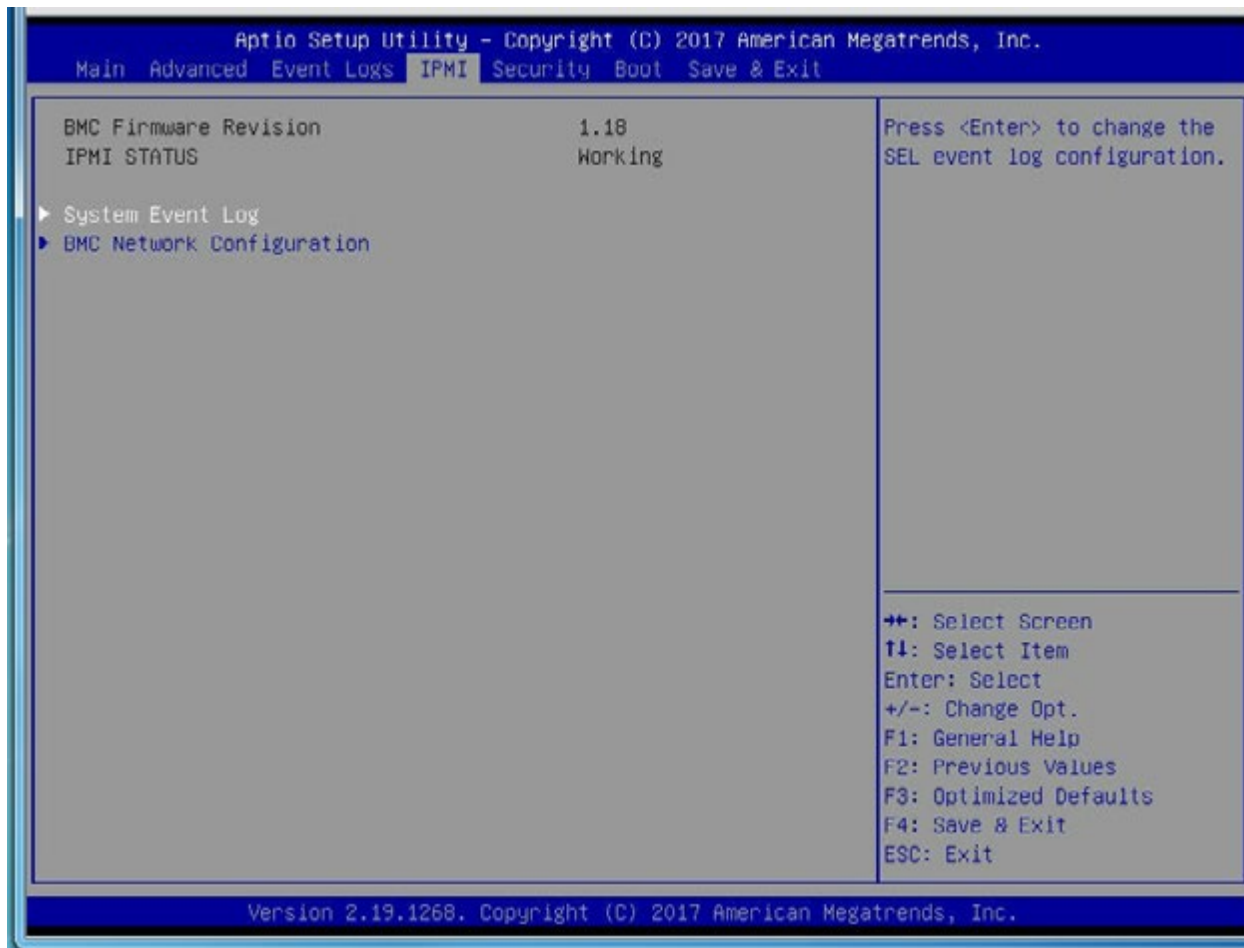 Aptio Setup Utility – Copyright (C) 2017 American Megatrends, Inc.
Main Advanced Event Logs IPMI Security Boot Save & Exit
BMC Firmware Revision 1.18
IPMI STATUS Working
▶ System Event Log
▶ BMC Network Configuration
Press <Enter> to change the
SEL event log configuration.
→←: Select Screen
↑↓: Select Item
Enter: Select
+/-: Change Opt.
F1: General Help
F2: Previous Values
F3: Optimized Defaults
F4: Save & Exit
ESC: Exit
Version 2.19.1268. Copyright (C) 2017 American Megatrends, Inc.